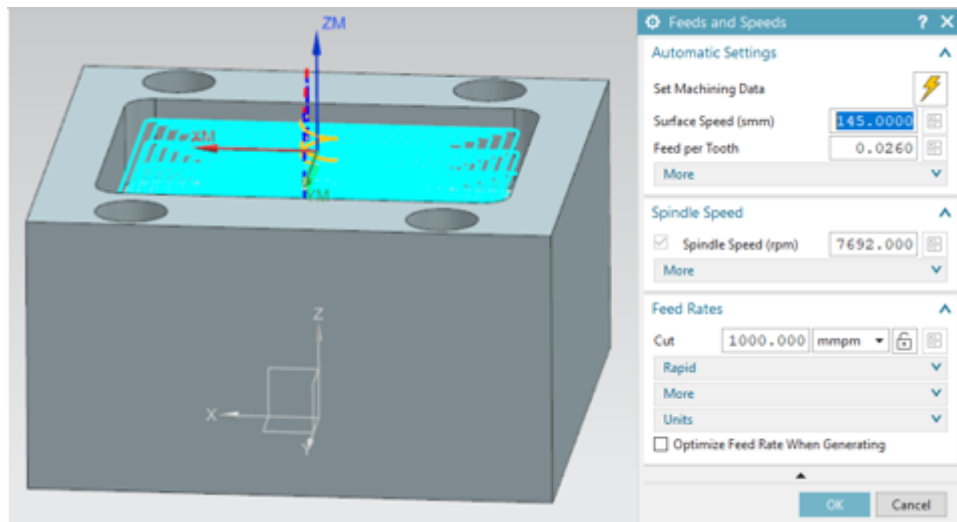 ZM
XM
YM
Z
X
Y
Feeds and Speeds
Automatic Settings
Set Machining Data
Surface Speed (smm) 145.0000
Feed per Tooth 0.0260
More
Spindle Speed
Spindle Speed (rpm) 7692.000
More
Feed Rates
Cut 1000.000 mmpm
Rapid
More
Units
Optimize Feed Rate When Generating
OK Cancel